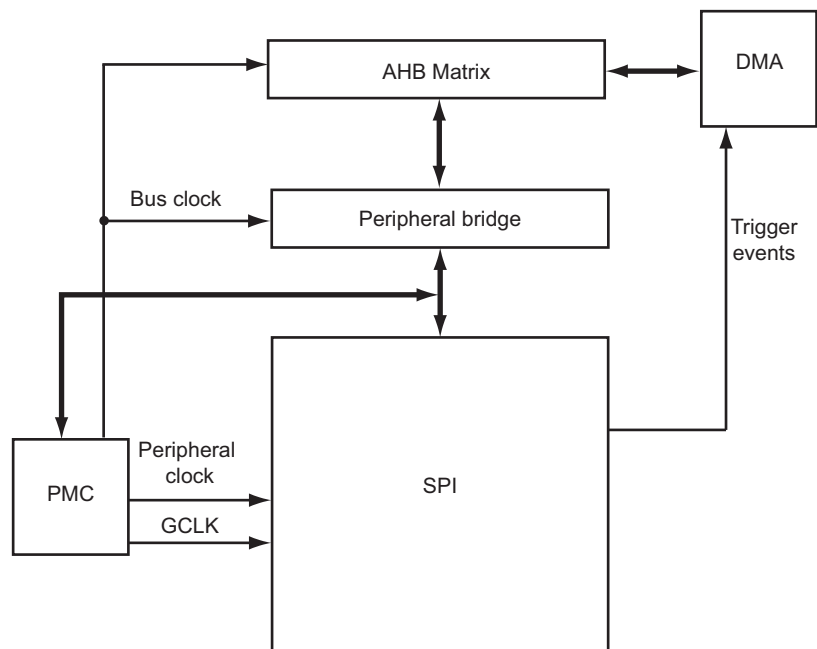 AHB Matrix
DMA
Bus clock
Peripheral bridge
Trigger
events
Peripheral
clock
PMC
SPI
GCLK